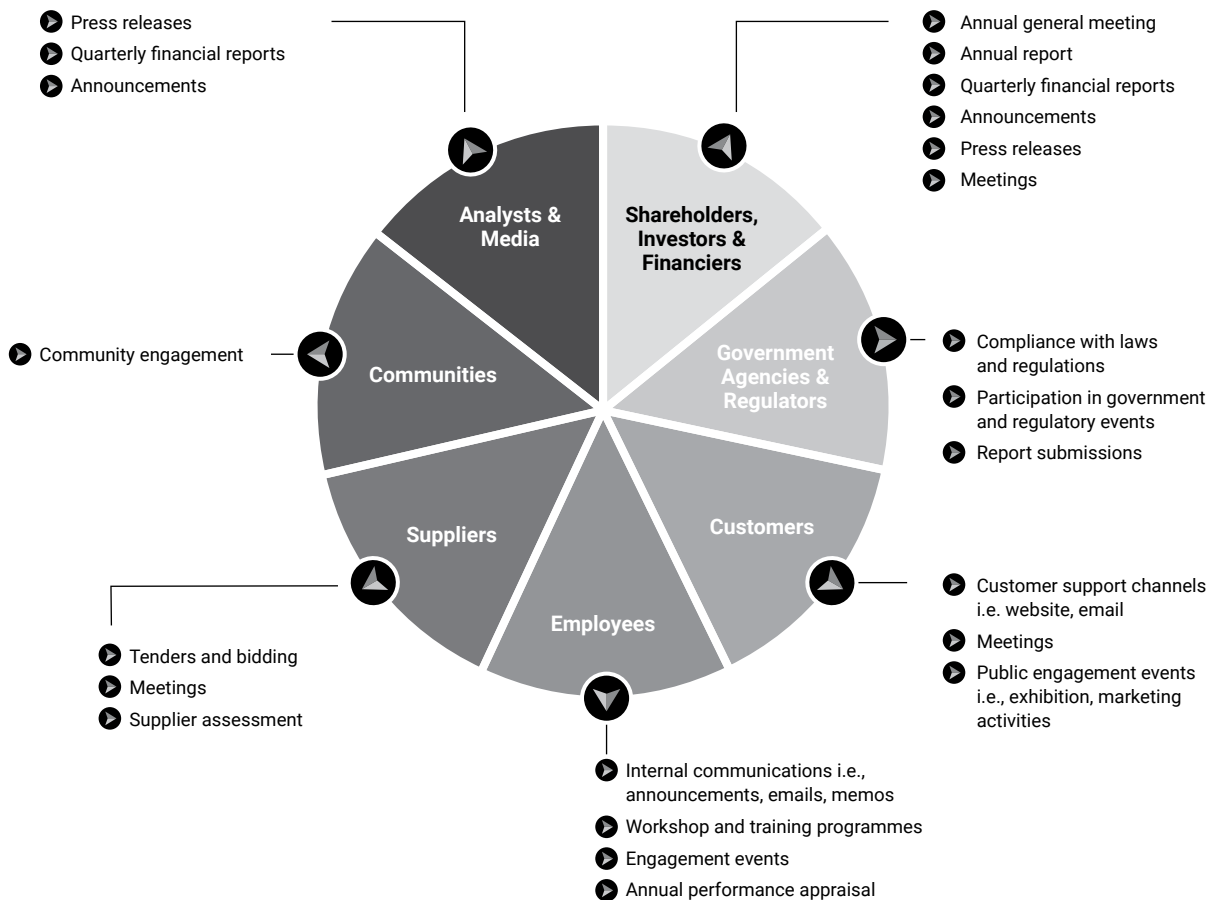 Press releases
Quarterly financial reports
Announcements
Annual general meeting
Annual report
Quarterly financial reports
Announcements
Press releases
Meetings
Analysts &
Media
Shareholders,
Investors &
Financiers
Community engagement
Communities
Government
Agencies &
Regulators
Compliance with laws
and regulations
Participation in government
and regulatory events
Report submissions
Suppliers
Customers
Employees
Tenders and bidding
Meetings
Supplier assessment
Customer support channels
i.e. website, email
Meetings
Public engagement events
i.e., exhibition, marketing
activities
Internal communications i.e.,
announcements, emails, memos
Workshop and training programmes
Engagement events
Annual performance appraisal